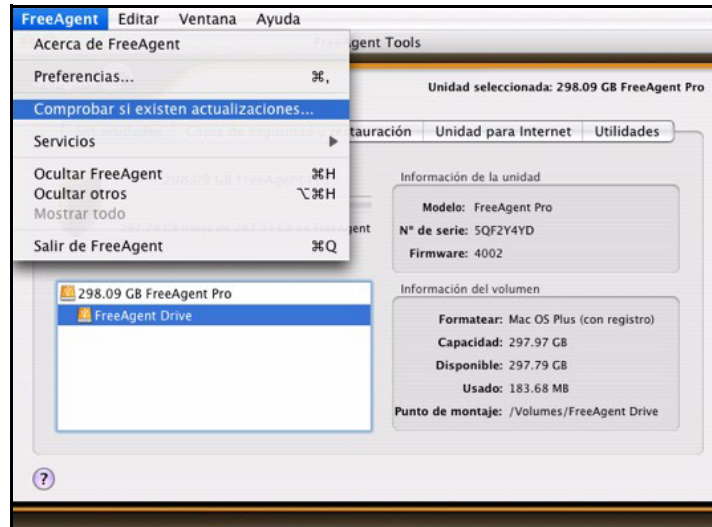 FreeAgent Editar Ventana Ayuda
Acerca de FreeAgent
gent Tools
Preferencias... ⌘,
Unidad seleccionada: 298.09 GB FreeAgent Pro
Comprobar si existen actualizaciones...
tauración Unidad para Internet Utilidades
Servicios ▶
Ocultar FreeAgent ⌘H
Ocultar otros ⌥⌘H
Mostrar todo
Salir de FreeAgent ⌘Q
Información de la unidad
Modelo: FreeAgent Pro
N° de serie: 5QF2Y4YD
Firmware: 4002
298.09 GB FreeAgent Pro
FreeAgent Drive
Información del volumen
Formatear: Mac OS Plus (con registro)
Capacidad: 297.97 GB
Disponible: 297.79 GB
Usado: 183.68 MB
Punto de montaje: /Volumes/FreeAgent Drive
?